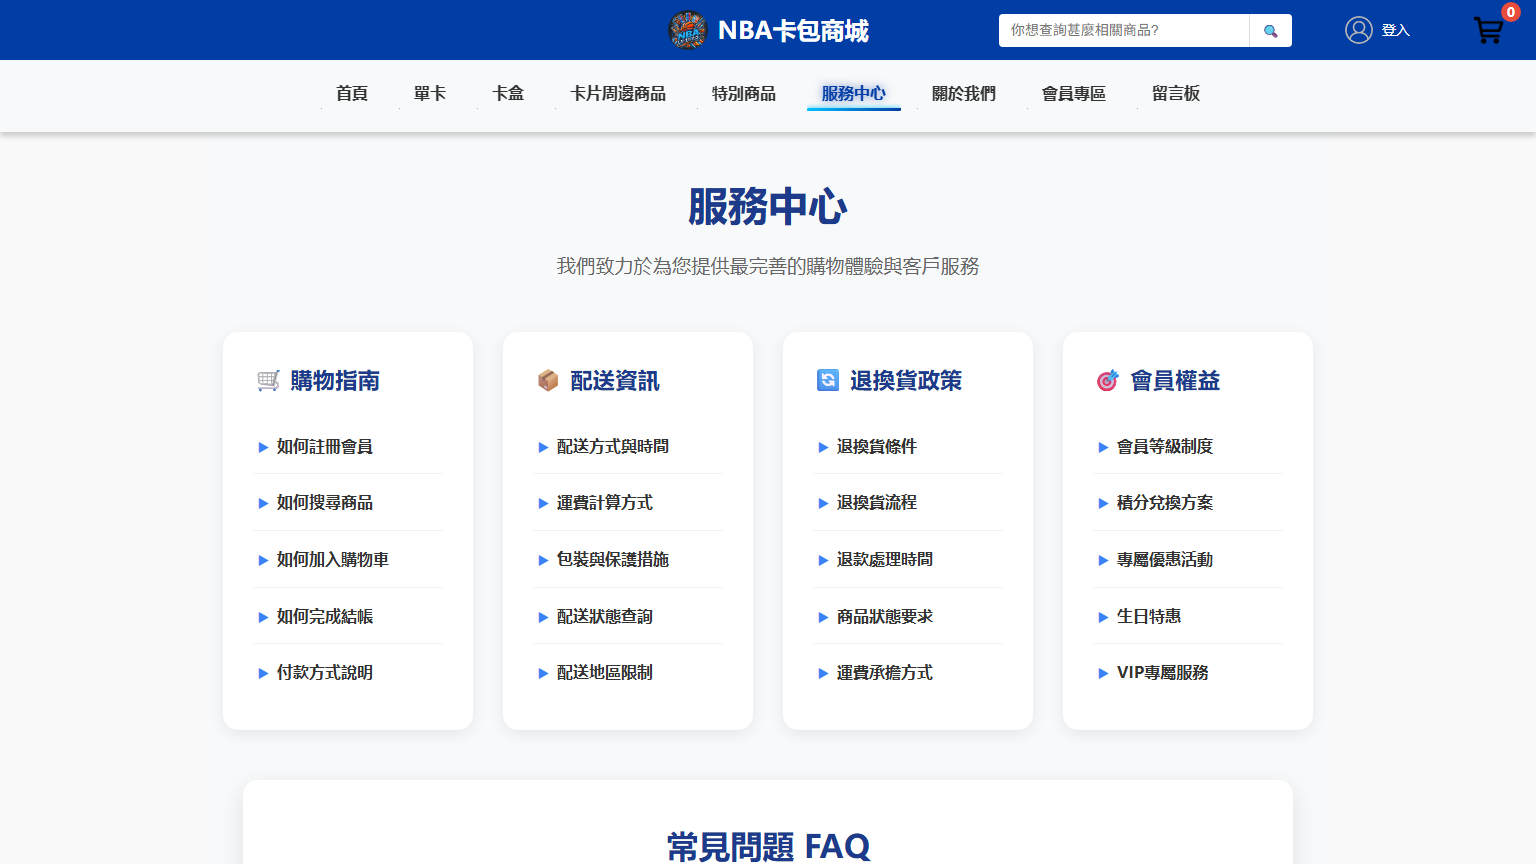 NBA卡包商城
你想查詢甚麼相關商品?
登入
0
首頁
單卡
卡盒
卡片周邊商品
特別商品
服務中心
關於我們
會員專區
留言板
服務中心
我們致力於為您提供最完善的購物體驗與客戶服務
購物指南
如何註冊會員
如何搜尋商品
如何加入購物車
如何完成結帳
付款方式說明
配送資訊
配送方式與時間
運費計算方式
包裝與保護措施
配送狀態查詢
配送地區限制
退換貨政策
退換貨條件
退換貨流程
退款處理時間
商品狀態要求
運費承擔方式
會員權益
會員等級制度
積分兌換方案
專屬優惠活動
生日特惠
VIP專屬服務
常見問題 FAQ